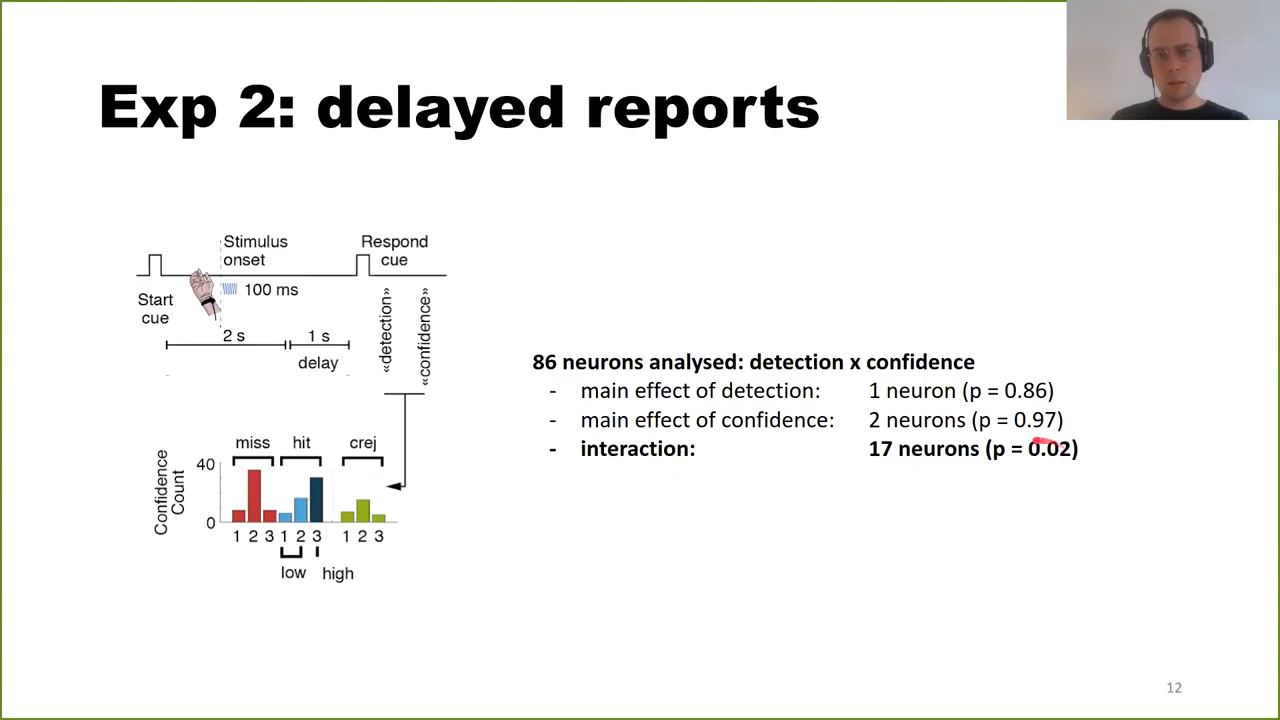 Exp 2: delayed reports
Stimulus
onset
Respond
cue
100 ms
Start
cue
2 s
1 s
delay
«detection»
«confidence»
miss hit crej
Confidence
Count
40
0
1 2 3 1 2 3 1 2 3
low high
86 neurons analysed: detection x confidence
- main effect of detection: 1 neuron (p = 0.86)
- main effect of confidence: 2 neurons (p = 0.97)
- interaction: 17 neurons (p = 0.02)
12